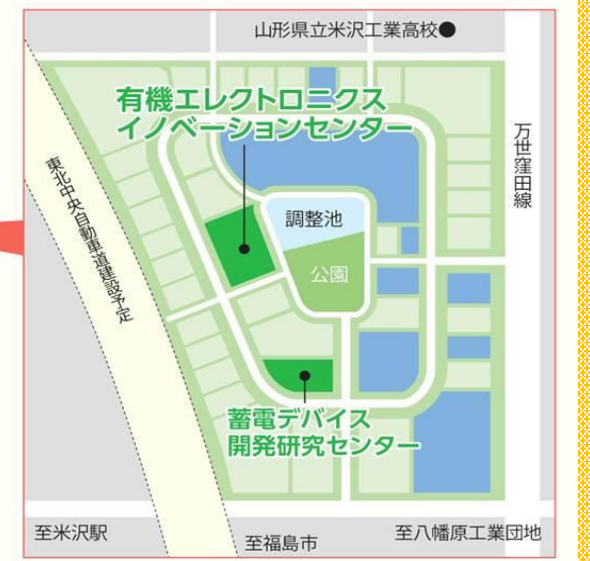 山形県立米沢工業高校●
有機エレクトロニクス
イノベーションセンター
万世窪田線
東北中央自動車道建設予定
調整池
公園
蓄電デバイス
開発研究センター
至米沢駅
至福島市
至八幡原工業団地